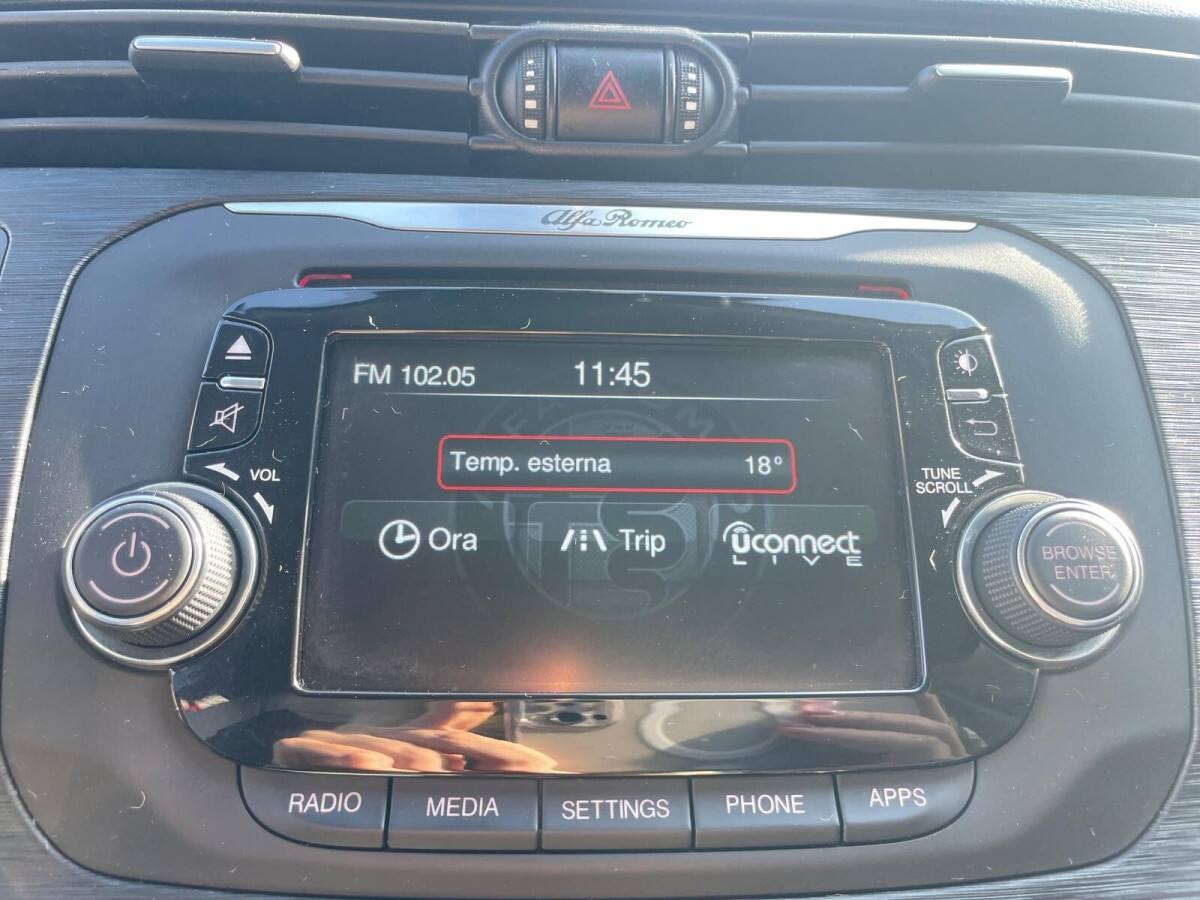 Alfa Romeo
FM 102.05 11:45
Temp. esterna 18°
Ora Trip Uconnect
LIVE
VOL
TUNE
SCROLL
BROWSE
ENTER
RADIO MEDIA SETTINGS PHONE APPS